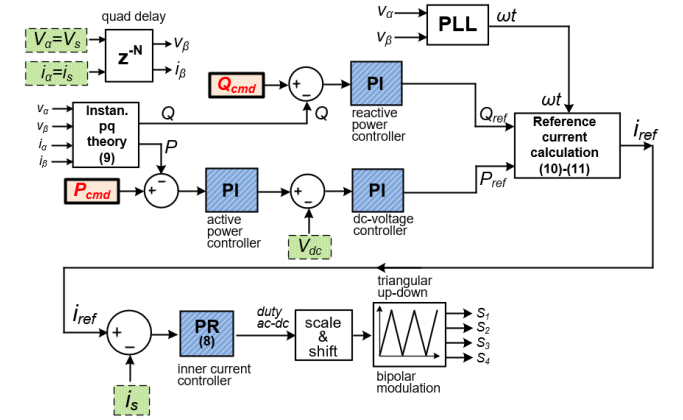 quad delay
Vα=Vs
iα=is
z-N
vβ
iβ
vα
vβ
PLL
ωt
Qcmd
+
−
PI
reactive
power
controller
Qref
ωt
vα
vβ
iα
iβ
Instan.
pq
theory
(9)
Q
Q
P
Reference
current
calculation
(10)-(11)
iref
Pcmd
+
−
PI
active
power
controller
+
−
Vdc
PI
dc-voltage
controller
Pref
iref
+
−
is
PR
(8)
inner current
controller
duty
ac-dc
scale
&
shift
triangular
up-down
bipolar
modulation
S1
S2
S3
S4